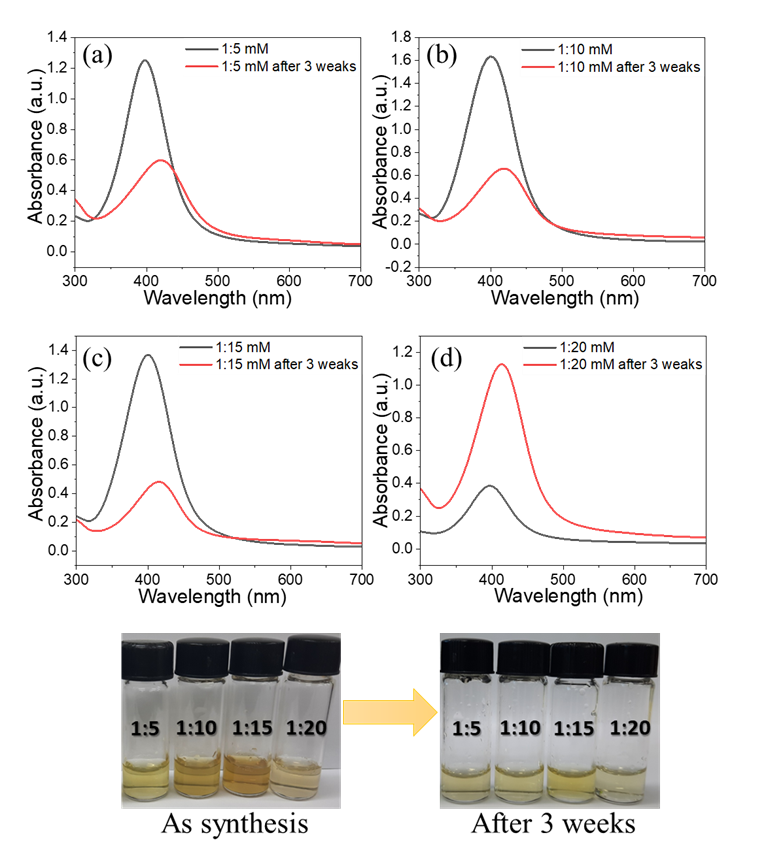 (a)
1:5 mM
1:5 mM after 3 weaks
Absorbance (a.u.)
1.4
1.2
1.0
0.8
0.6
0.4
0.2
0.0
300 400 500 600 700
Wavelength (nm)
(b)
1:10 mM
1:10 mM after 3 weaks
Absorbance (a.u.)
1.8
1.6
1.4
1.2
1.0
0.8
0.6
0.4
0.2
0.0
-0.2
300 400 500 600 700
Wavelength (nm)
(c)
1:15 mM
1:15 mM after 3 weaks
Absorbance (a.u.)
1.4
1.2
1.0
0.8
0.6
0.4
0.2
0.0
300 400 500 600 700
Wavelength (nm)
(d)
1:20 mM
1:20 mM after 3 weaks
Absorbance (a.u.)
1.2
1.0
0.8
0.6
0.4
0.2
0.0
300 400 500 600 700
Wavelength (nm)
1:5 1:10 1:15 1:20
As synthesis
1:5 1:10 1:15 1:20
After 3 weeks